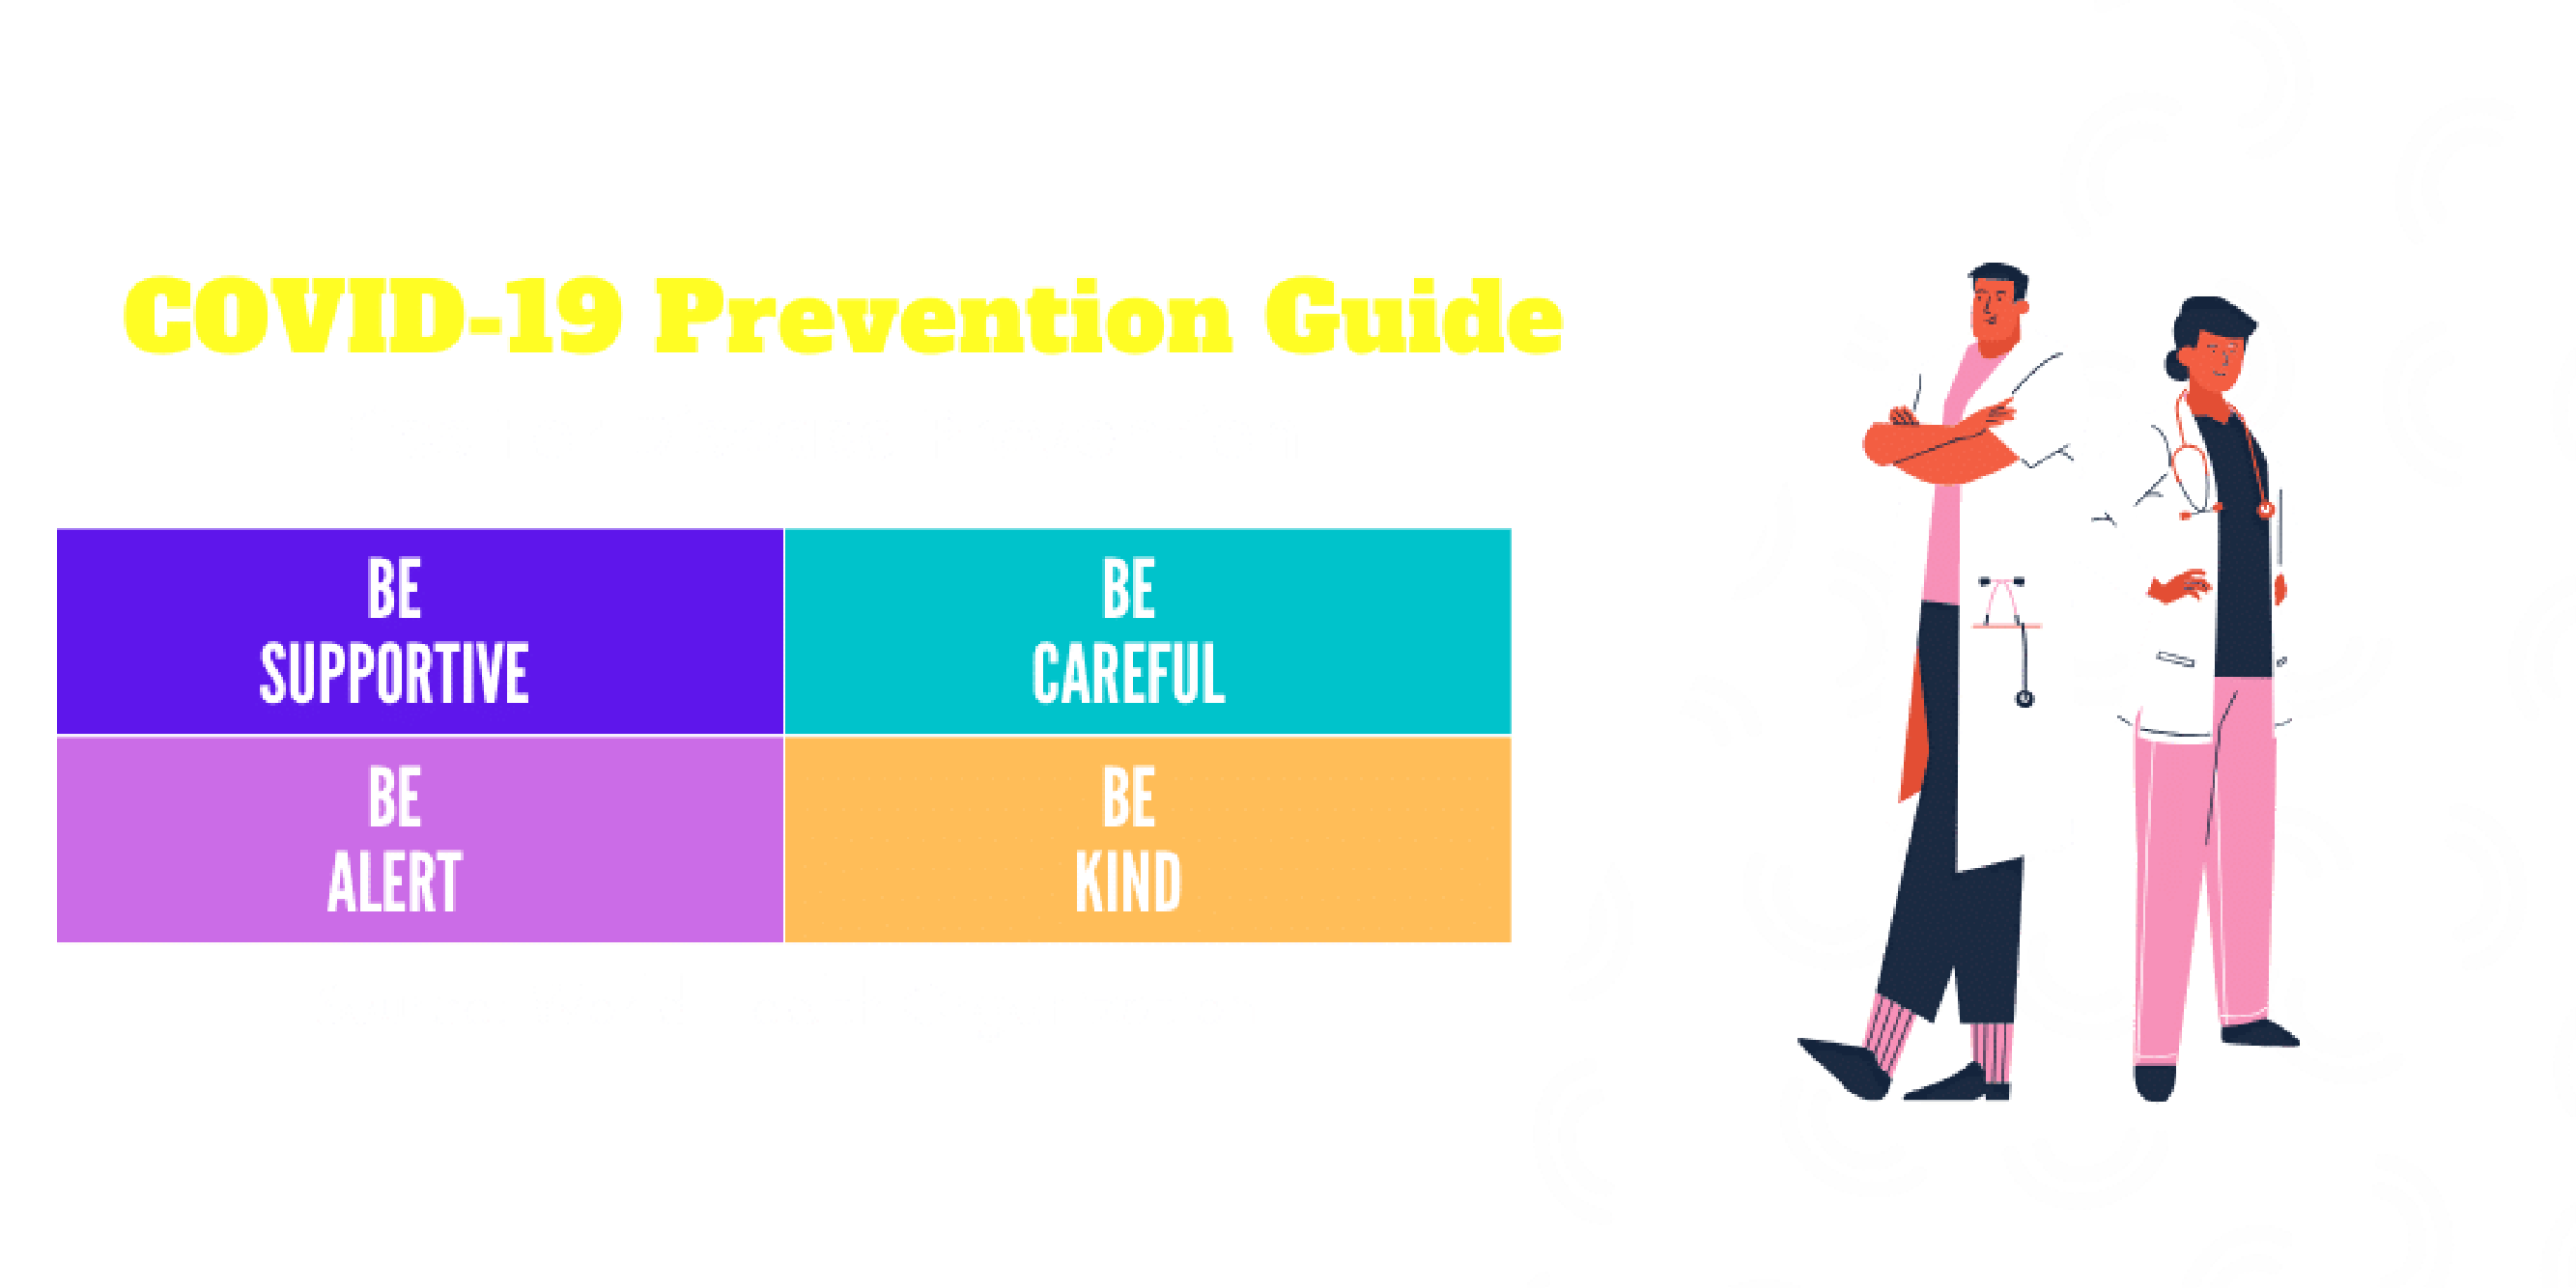 COVID-19 Prevention Guide
BE
SUPPORTIVE
BE
CAREFUL
BE
ALERT
BE
KIND